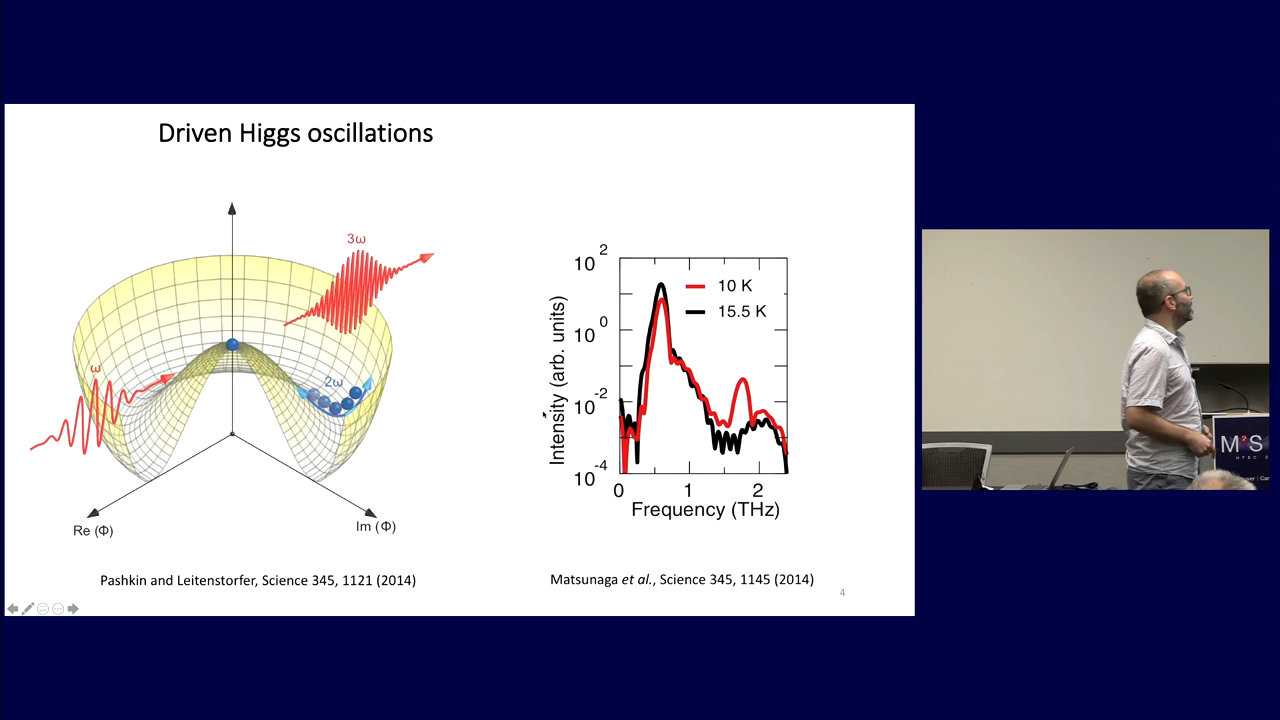 Driven Higgs oscillations
3ω
ω
2ω
Re (Φ)
Im (Φ)
Pashkin and Leitenstorfer, Science 345, 1121 (2014)
10 2
10 0
10 -2
10 -4
Intensity (arb. units)
10 K
15.5 K
0 1 2
Frequency (THz)
Matsunaga et al., Science 345, 1145 (2014)
4
M2S
HTSC